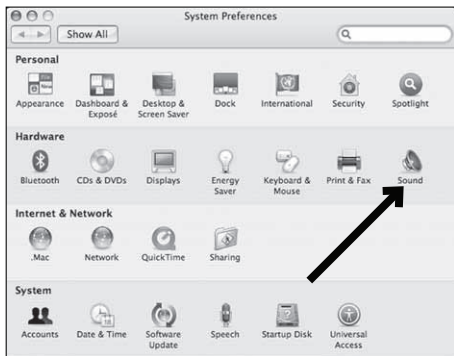 System Preferences
Show All
Personal
Appearance
Dashboard &
Exposé
Desktop &
Screen Saver
Dock
International
Security
Spotlight
Hardware
Bluetooth
CDs & DVDs
Displays
Energy
Saver
Keyboard &
Mouse
Print & Fax
Sound
Internet & Network
.Mac
Network
QuickTime
Sharing
System
Accounts
Date & Time
Software
Update
Speech
Startup Disk
Universal
Access